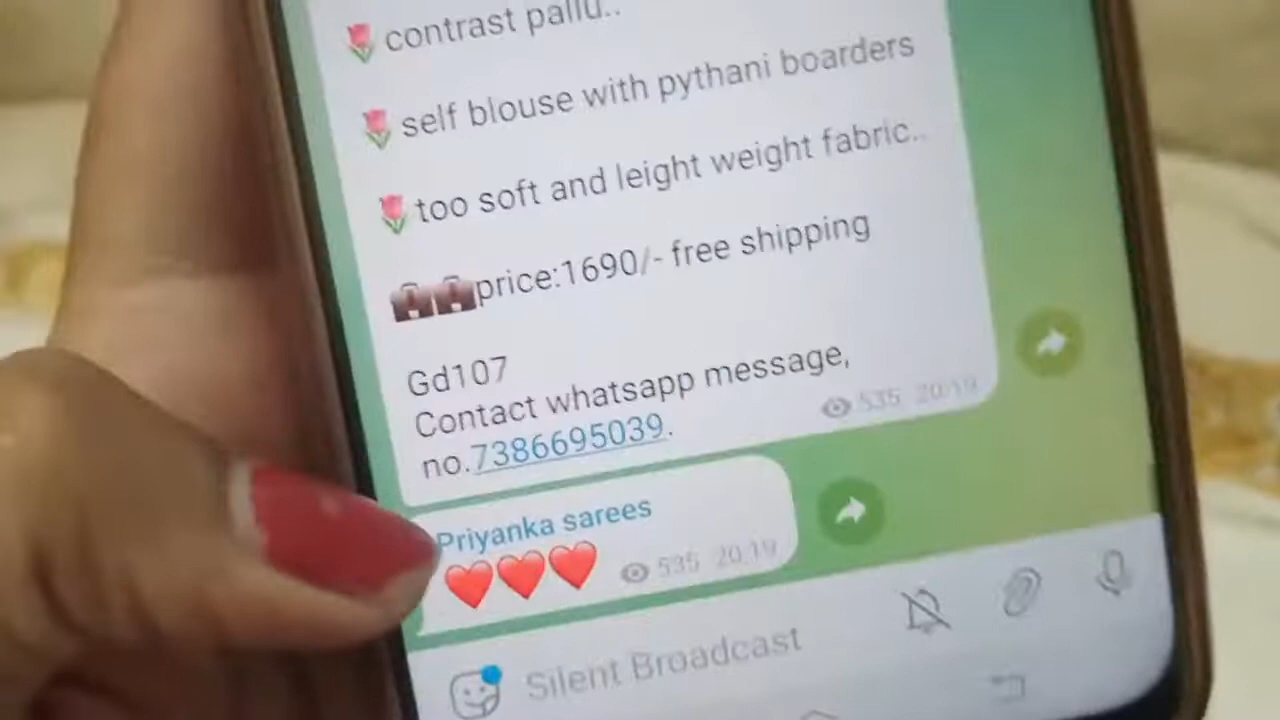 🌷contrast pallu..
🌷self blouse with pythani boarders
🌷too soft and leight weight fabric..
💼💼price:1690/- free shipping
Gd107
Contact whatsapp message,
no.7386695039.
535 20:19
Priyanka sarees
❤️❤️❤️ 535 20:19
Silent Broadcast